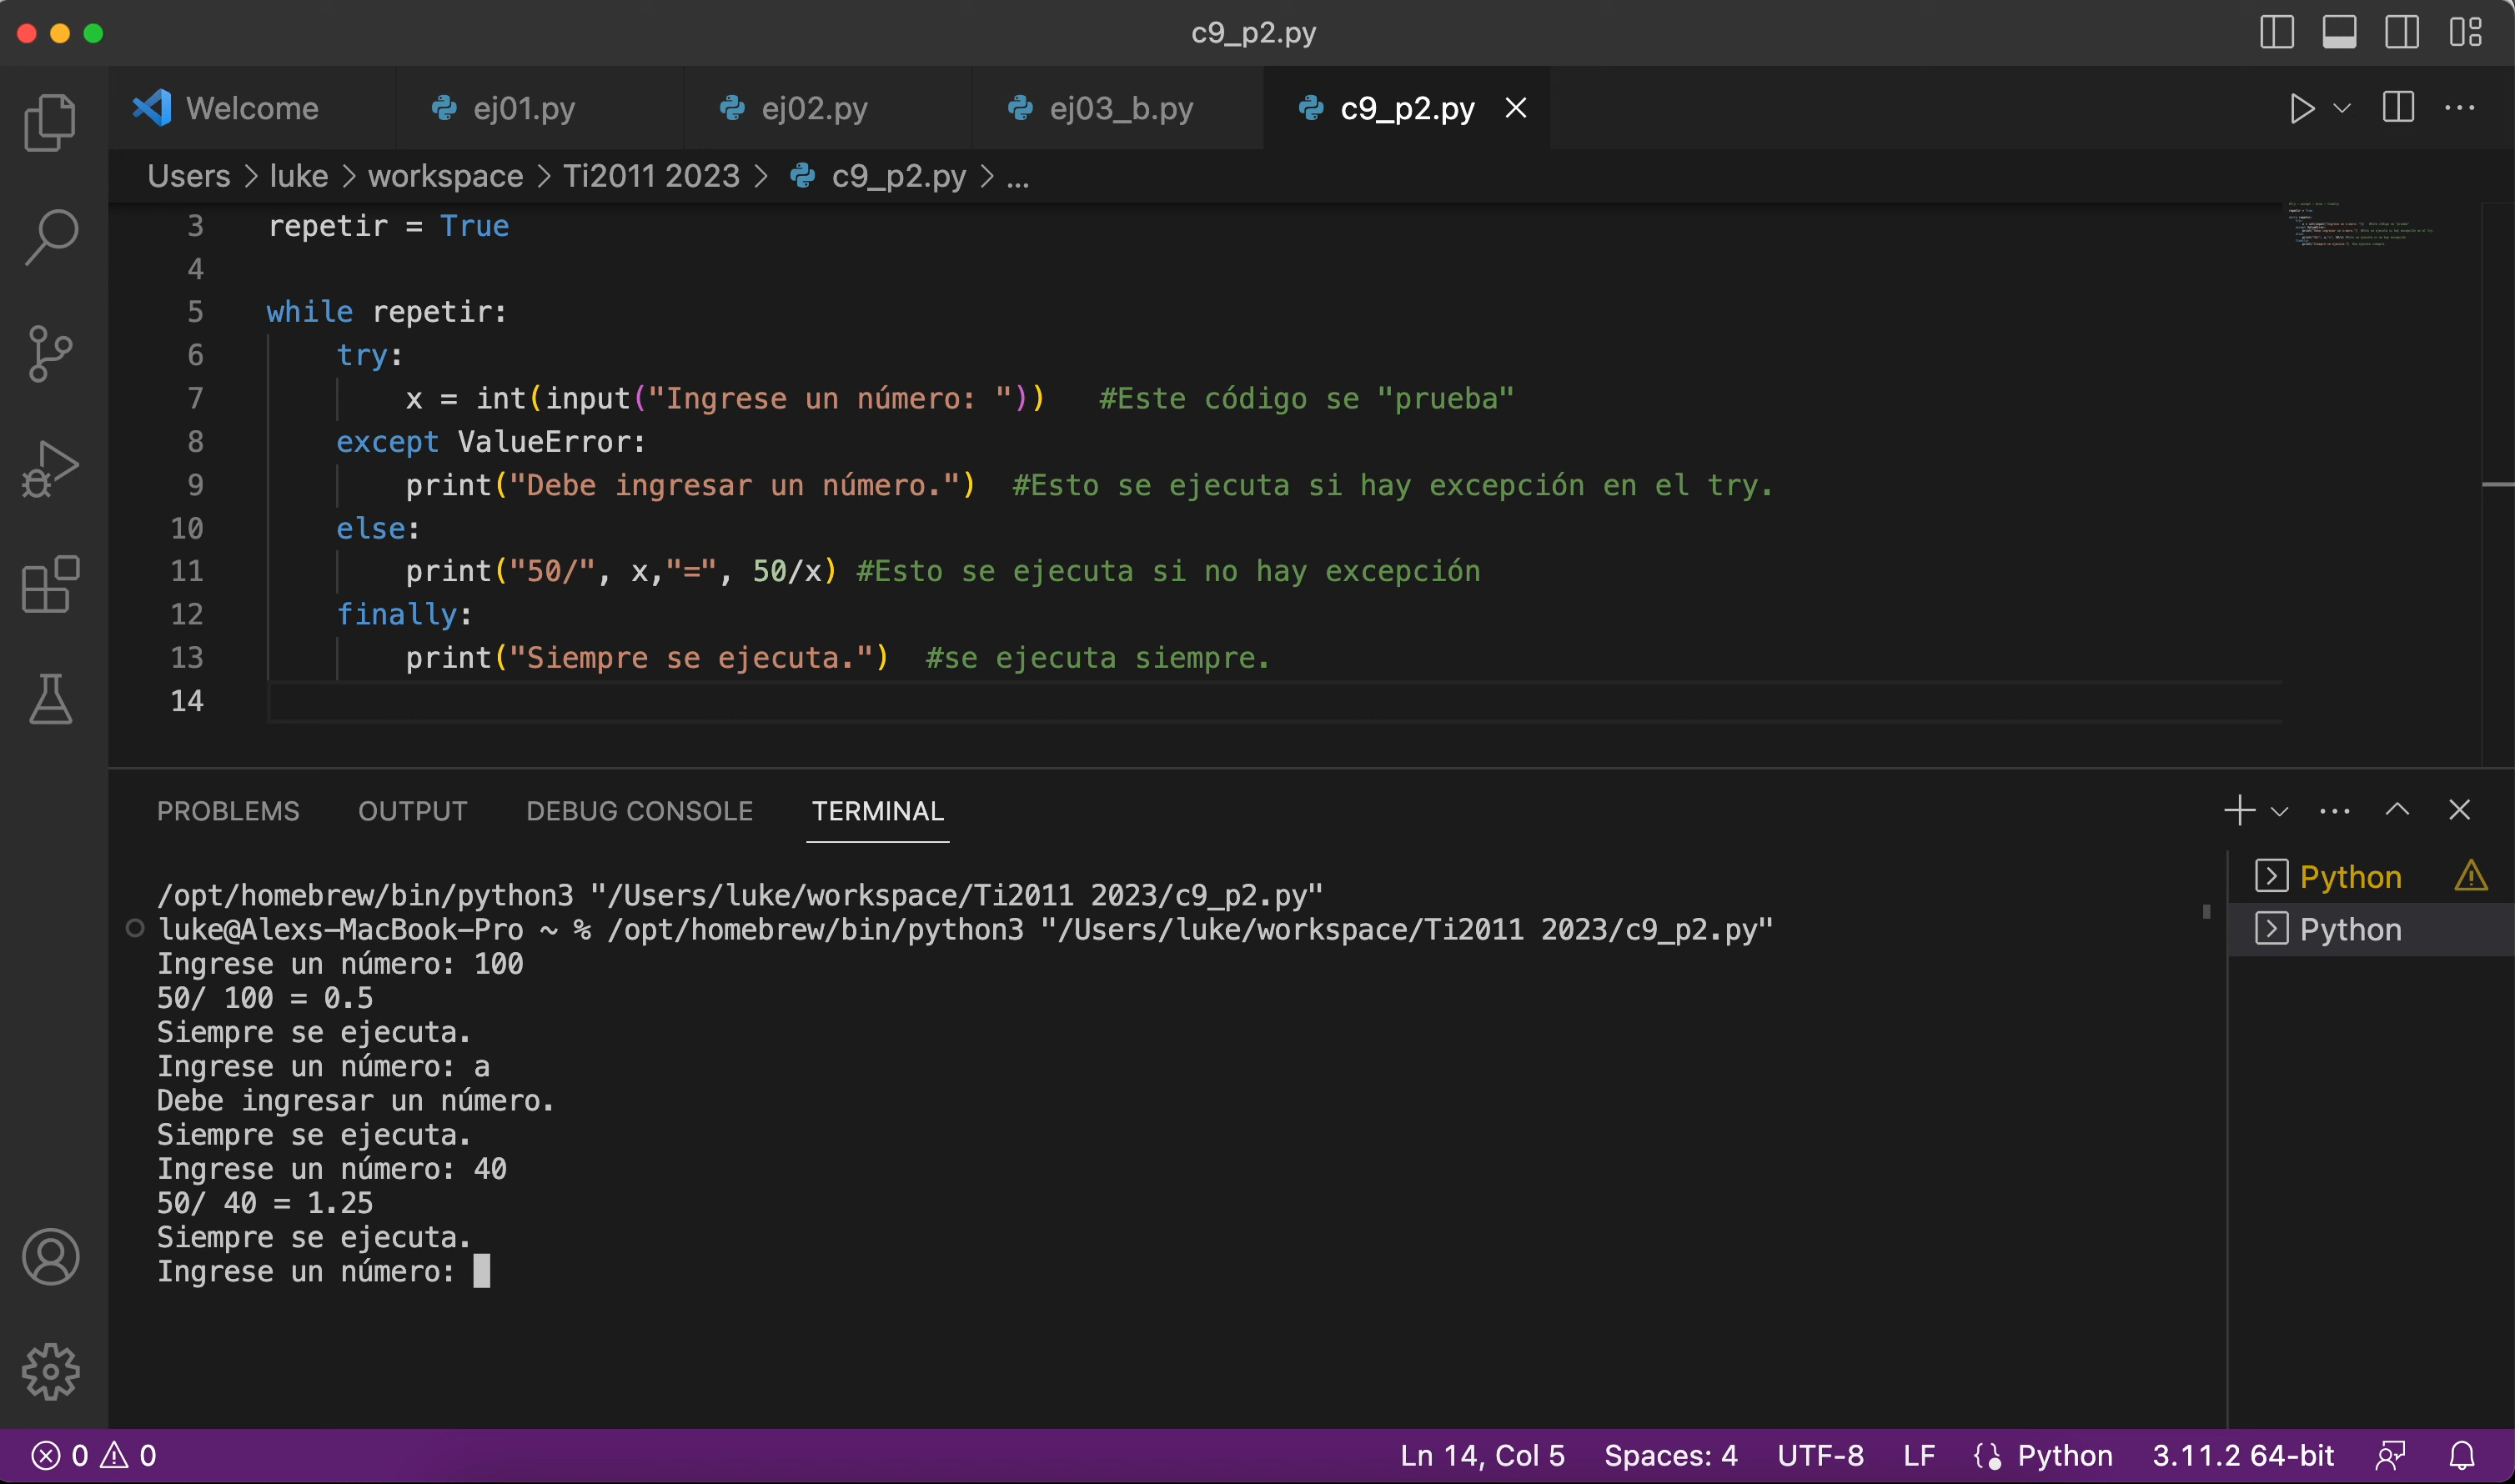 c9_p2.py
Welcome ej01.py ej02.py ej03_b.py c9_p2.py
Users > luke > workspace > Ti2011 2023 > c9_p2.py > ...
3 repetir = True
4
5 while repetir:
6 try:
7 x = int(input("Ingrese un número: ")) #Este código se "prueba"
8 except ValueError:
9 print("Debe ingresar un número.") #Esto se ejecuta si hay excepción en el try.
10 else:
11 print("50/", x,"=", 50/x) #Esto se ejecuta si no hay excepción
12 finally:
13 print("Siempre se ejecuta.") #se ejecuta siempre.
14
PROBLEMS OUTPUT DEBUG CONSOLE TERMINAL
/opt/homebrew/bin/python3 "/Users/luke/workspace/Ti2011 2023/c9_p2.py"
luke@Alexs-MacBook-Pro ~ % /opt/homebrew/bin/python3 "/Users/luke/workspace/Ti2011 2023/c9_p2.py"
Ingrese un número: 100
50/ 100 = 0.5
Siempre se ejecuta.
Ingrese un número: a
Debe ingresar un número.
Siempre se ejecuta.
Ingrese un número: 40
50/ 40 = 1.25
Siempre se ejecuta.
Ingrese un número:
Python
Python
0 0 Ln 14, Col 5 Spaces: 4 UTF-8 LF Python 3.11.2 64-bit